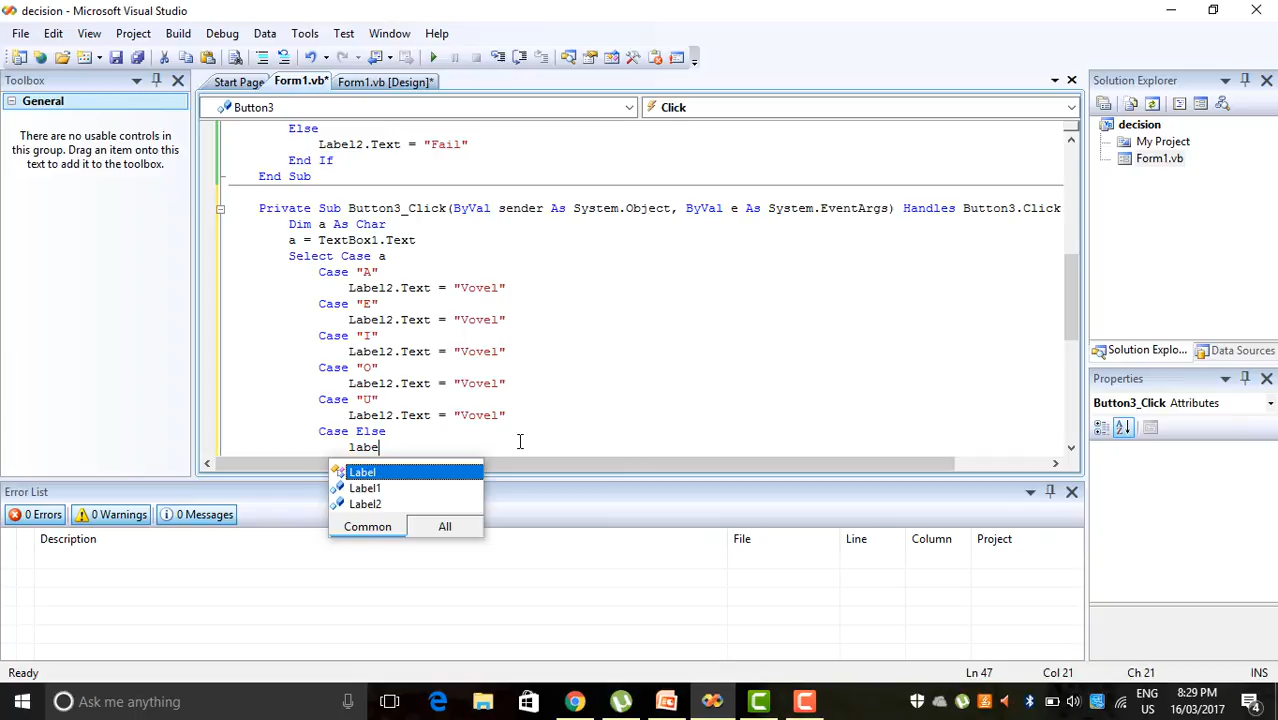 decision - Microsoft Visual Studio
File Edit View Project Build Debug Data Tools Test Window Help
Toolbox
Start Page Form1.vb* Form1.vb [Design]*
Solution Explorer
General
Button3 Click
There are no usable controls in
this group. Drag an item onto this
text to add it to the toolbox.
decision
My Project
Form1.vb
Else
Label2.Text = "Fail"
End If
End Sub
Private Sub Button3_Click(ByVal sender As System.Object, ByVal e As System.EventArgs) Handles Button3.Click
Dim a As Char
a = TextBox1.Text
Select Case a
Case "A"
Label2.Text = "Vovel"
Case "E"
Label2.Text = "Vovel"
Case "I"
Label2.Text = "Vovel"
Case "O"
Label2.Text = "Vovel"
Case "U"
Label2.Text = "Vovel"
Case Else
labe
Label
Label1
Label2
Common All
Solution Explo... Data Sources
Properties
Button3_Click Attributes
Error List
0 Errors 0 Warnings 0 Messages
Description File Line Column Project
Ready Ln 47 Col 21 Ch 21 INS
Ask me anything
ENG 8:29 PM
US 16/03/2017
4